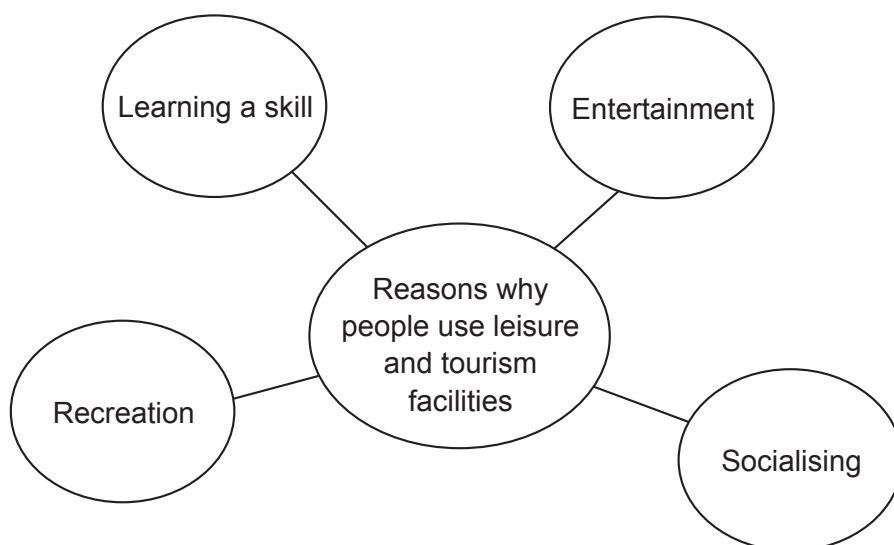 Learning a skill
Entertainment
Reasons why
people use leisure
and tourism
facilities
Recreation
Socialising